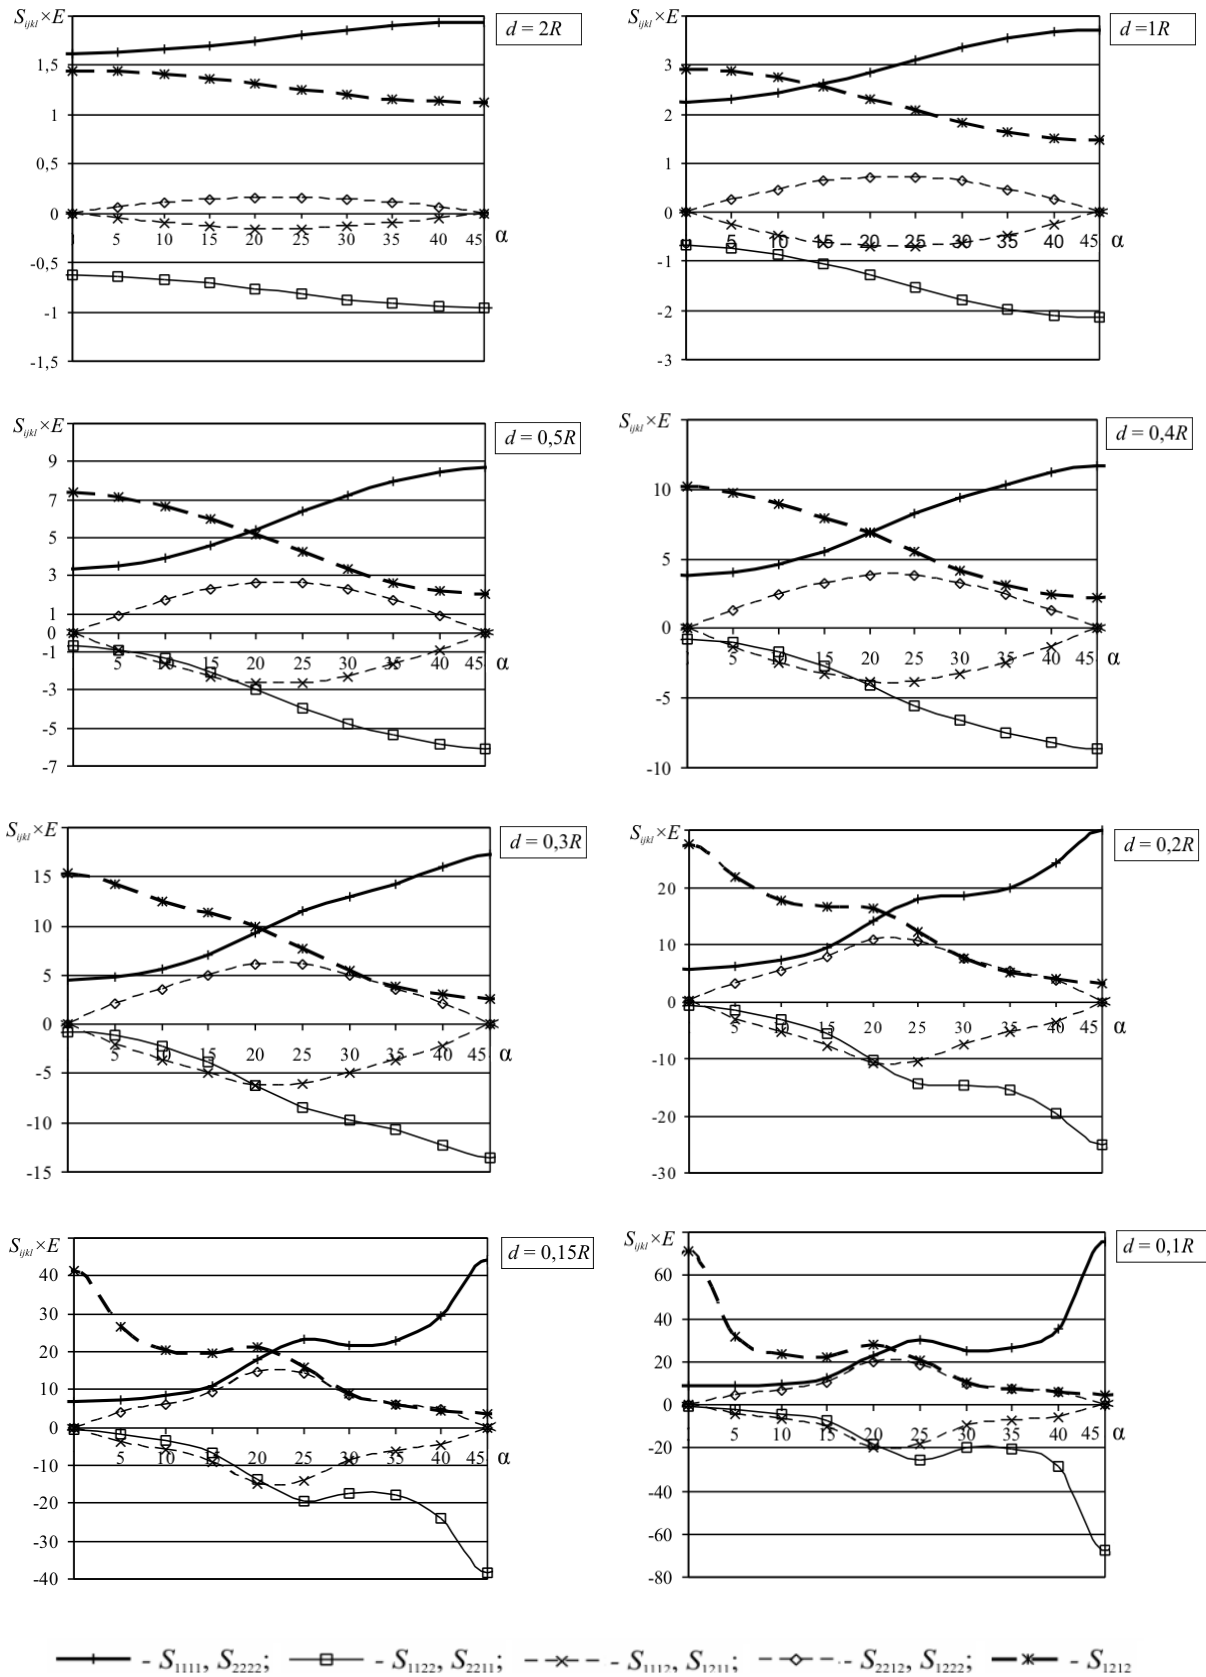 S_ijkl×E
d = 2R
1,5
1
0,5
0
5 10 15 20 25 30 35 40 45 α
-0,5
-1
-1,5
S_ijkl×E
d =1R
3
2
1
0
5 10 15 20 25 30 35 40 45 α
-1
-2
-3
S_ijkl×E
d = 0,5R
9
7
5
3
1
0
-1
5 10 15 20 25 30 35 40 45 α
-3
-5
-7
S_ijkl×E
d = 0,4R
10
5
0
5 10 15 20 25 30 35 40 45 α
-5
-10
S_ijkl×E
d = 0,3R
15
10
5
0
5 10 15 20 25 30 35 40 45 α
-5
-10
-15
S_ijkl×E
d = 0,2R
20
10
0
5 10 15 20 25 30 35 40 45 α
-10
-20
-30
S_ijkl×E
d = 0,15R
40
30
20
10
0
5 10 15 20 25 30 35 40 45 α
-10
-20
-30
-40
S_ijkl×E
d = 0,1R
60
40
20
0
5 10 15 20 25 30 35 40 45 α
-20
-40
-60
-80
- S1111, S2222; - S1122, S2211; - S1112, S1211; - S2212, S1222; - S1212